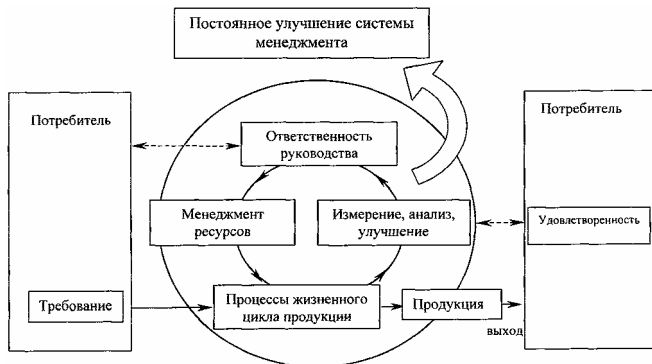 Постоянное улучшение системы
менеджмента
Потребитель
Потребитель
Ответственность
руководства
Менеджмент
ресурсов
Измерение, анализ,
улучшение
Удовлетворенность
Требование
Процессы жизненного
цикла продукции
Продукция
выход